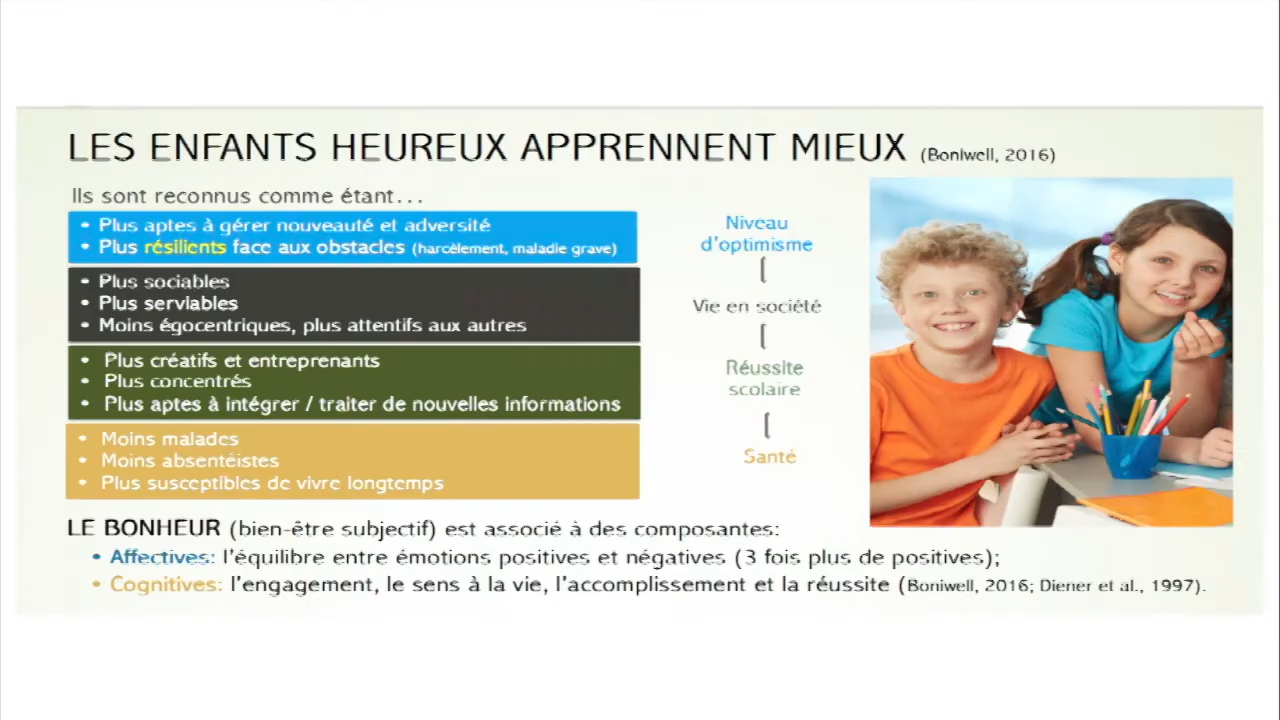 LES ENFANTS HEUREUX APPRENNENT MIEUX (Boniwell, 2016)
Ils sont reconnus comme étant…
• Plus aptes à gérer nouveauté et adversité
• Plus résilients face aux obstacles (harcèlement, maladie grave)
• Plus sociables
• Plus serviables
• Moins égocentriques, plus attentifs aux autres
• Plus créatifs et entreprenants
• Plus concentrés
• Plus aptes à intégrer / traiter de nouvelles informations
• Moins malades
• Moins absentéistes
• Plus susceptibles de vivre longtemps
Niveau
d'optimisme
Vie en société
Réussite
scolaire
Santé
LE BONHEUR (bien-être subjectif) est associé à des composantes:
• Affectives: l'équilibre entre émotions positives et négatives (3 fois plus de positives);
• Cognitives: l'engagement, le sens à la vie, l'accomplissement et la réussite (Boniwell, 2016; Diener et al., 1997).